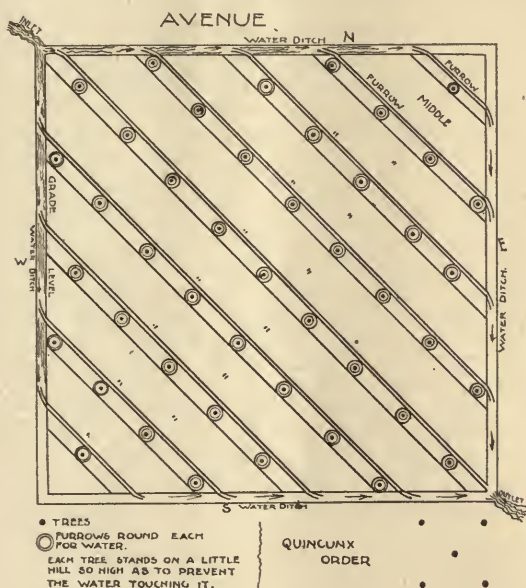 AVENUE.
INLET
WATER DITCH N
FURROW
FURROW
MIDDLE
"
"
"
"
GRADE
LEVEL
W
WATER DITCH
E
WATER DITCH.
S WATER DITCH
OUTLET
• TREES
FURROWS ROUND EACH
FOR WATER.
EACH TREE STANDS ON A LITTLE
HILL SO HIGH AS TO PREVENT
THE WATER TOUCHING IT.
QUINCUNX
ORDER